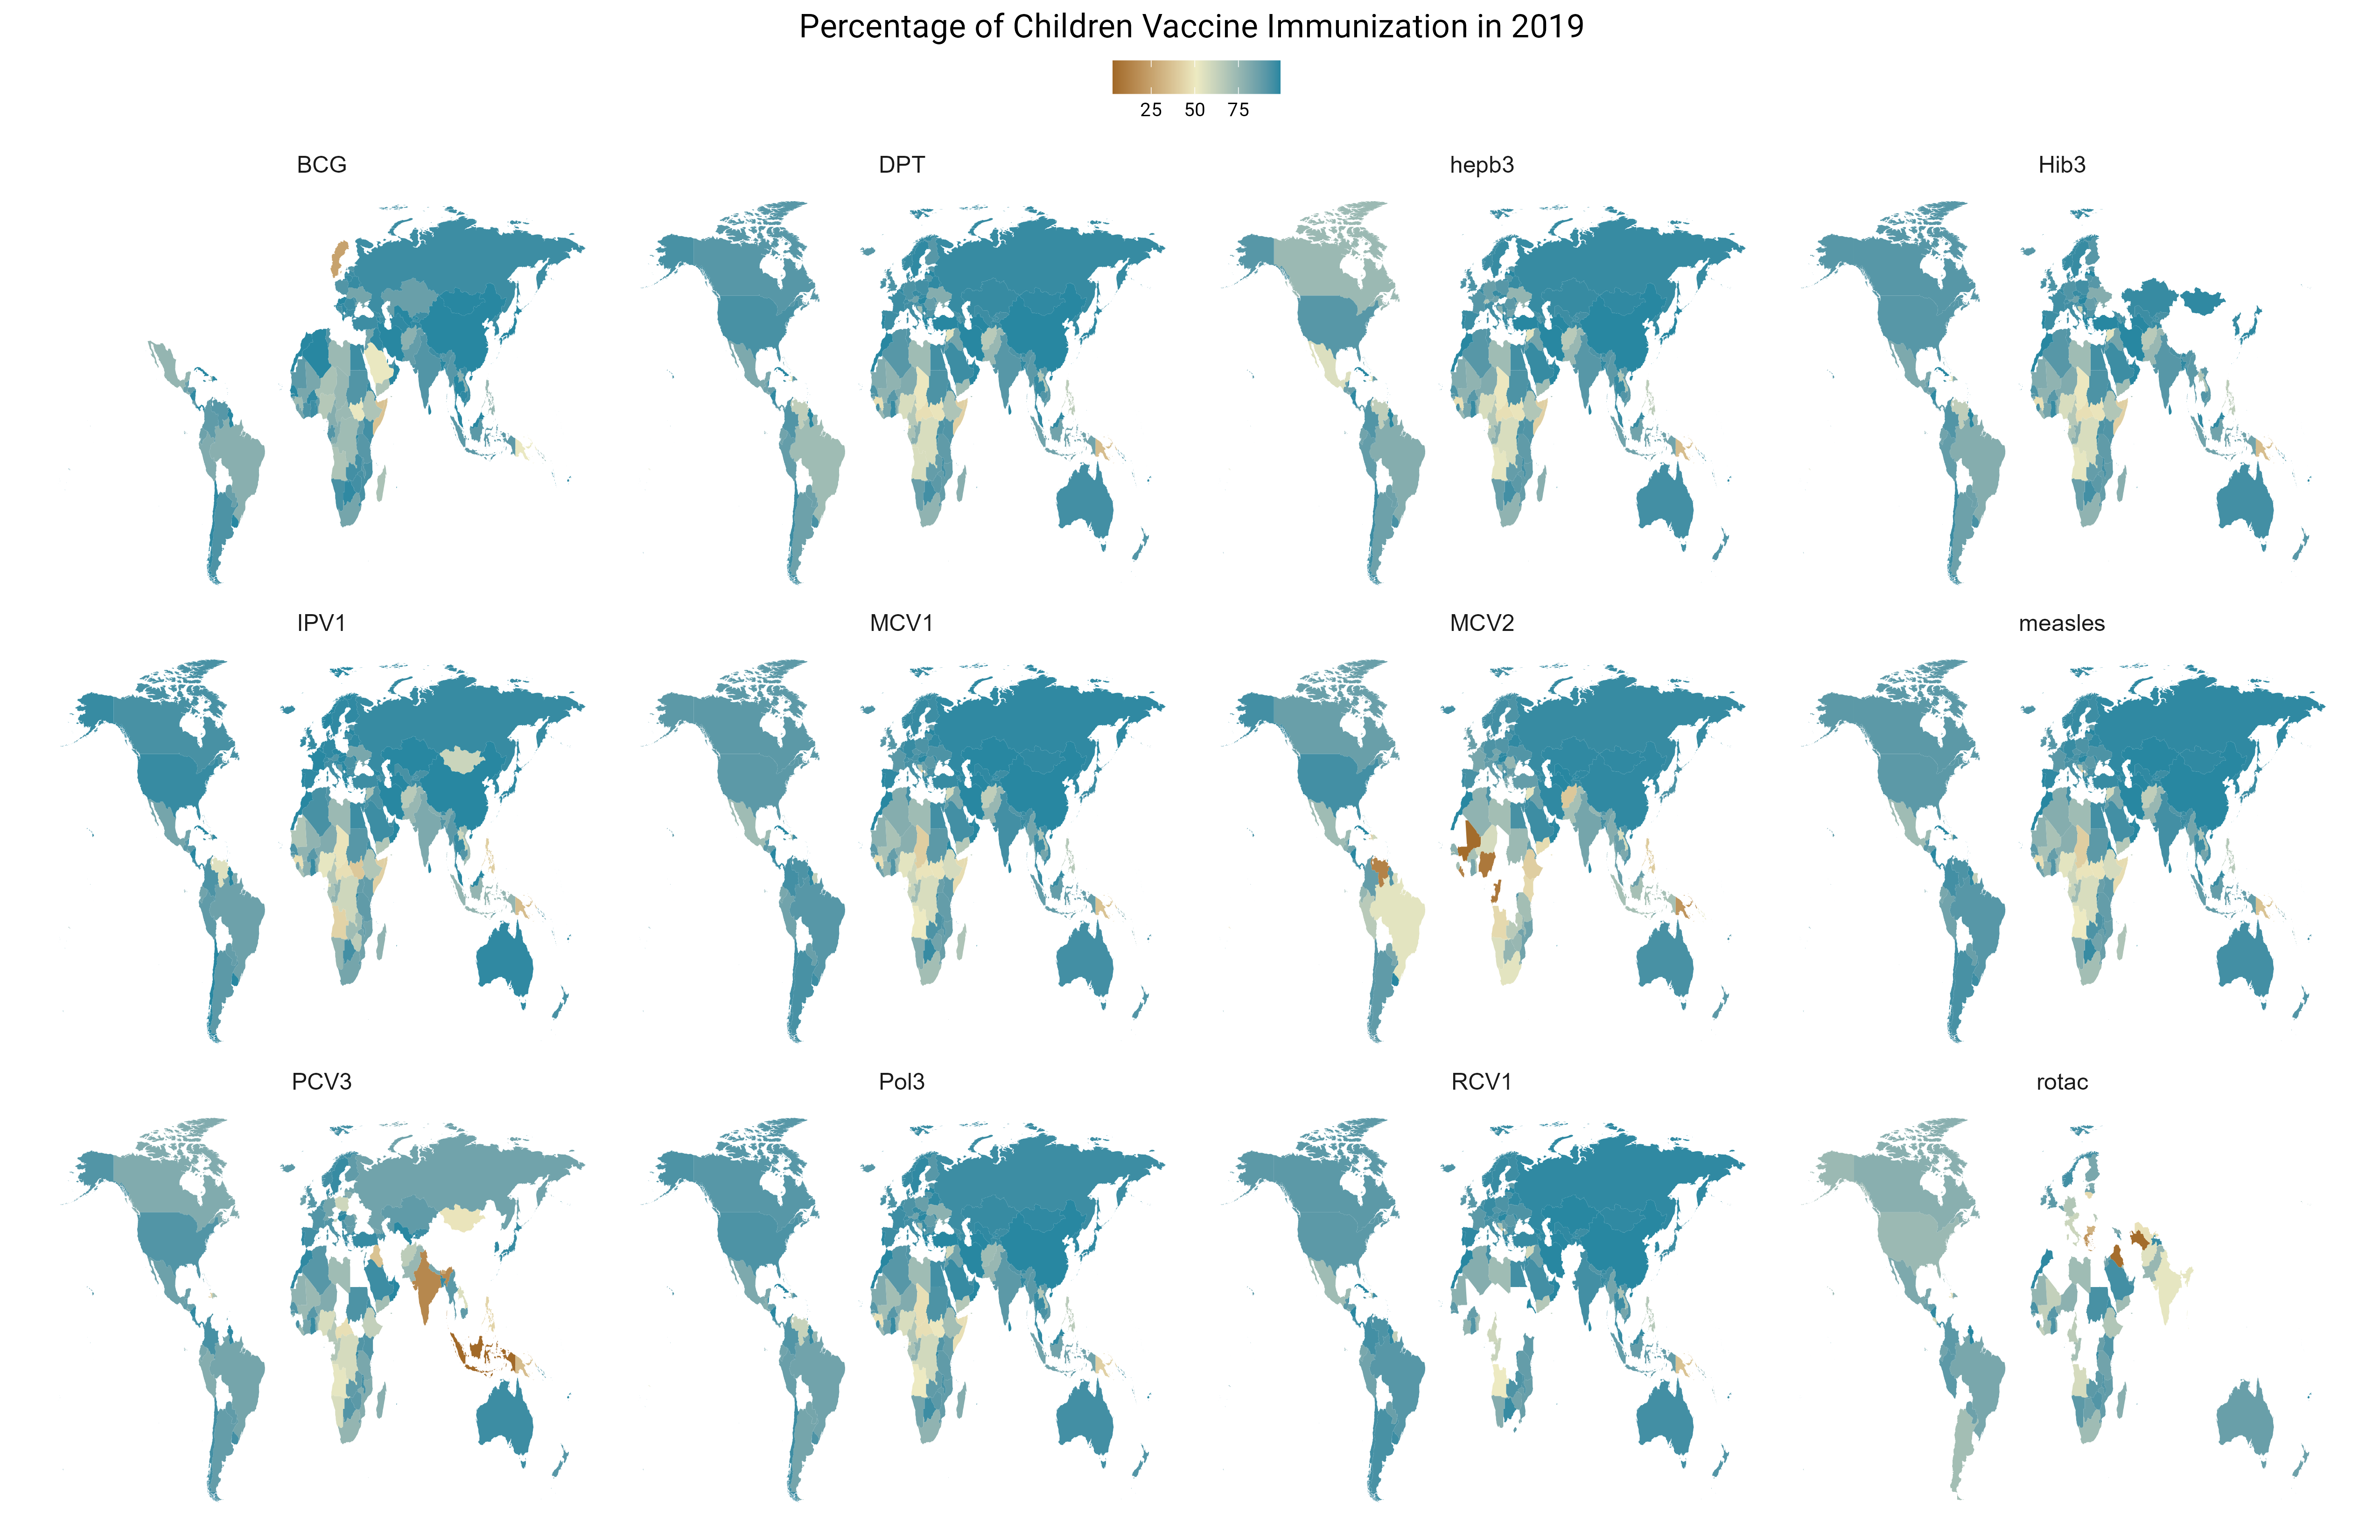 Percentage of Children Vaccine Immunization in 2019
25 50 75
BCG DPT hepb3 Hib3
IPV1 MCV1 MCV2 measles
PCV3 Pol3 RCV1 rotac